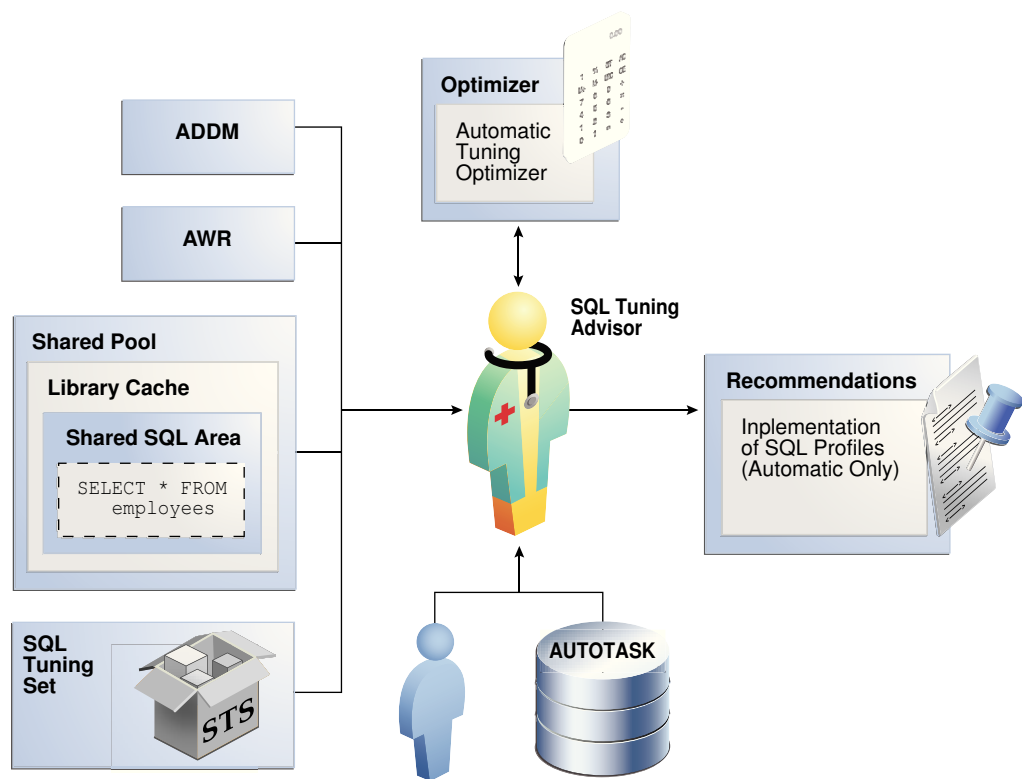 ADDM
AWR
Shared Pool
Library Cache
Shared SQL Area
SELECT * FROM
employees
SQL
Tuning
Set
STS
Optimizer
Automatic
Tuning
Optimizer
SQL Tuning
Advisor
AUTOTASK
Recommendations
Inplementation
of SQL Profiles
(Automatic Only)